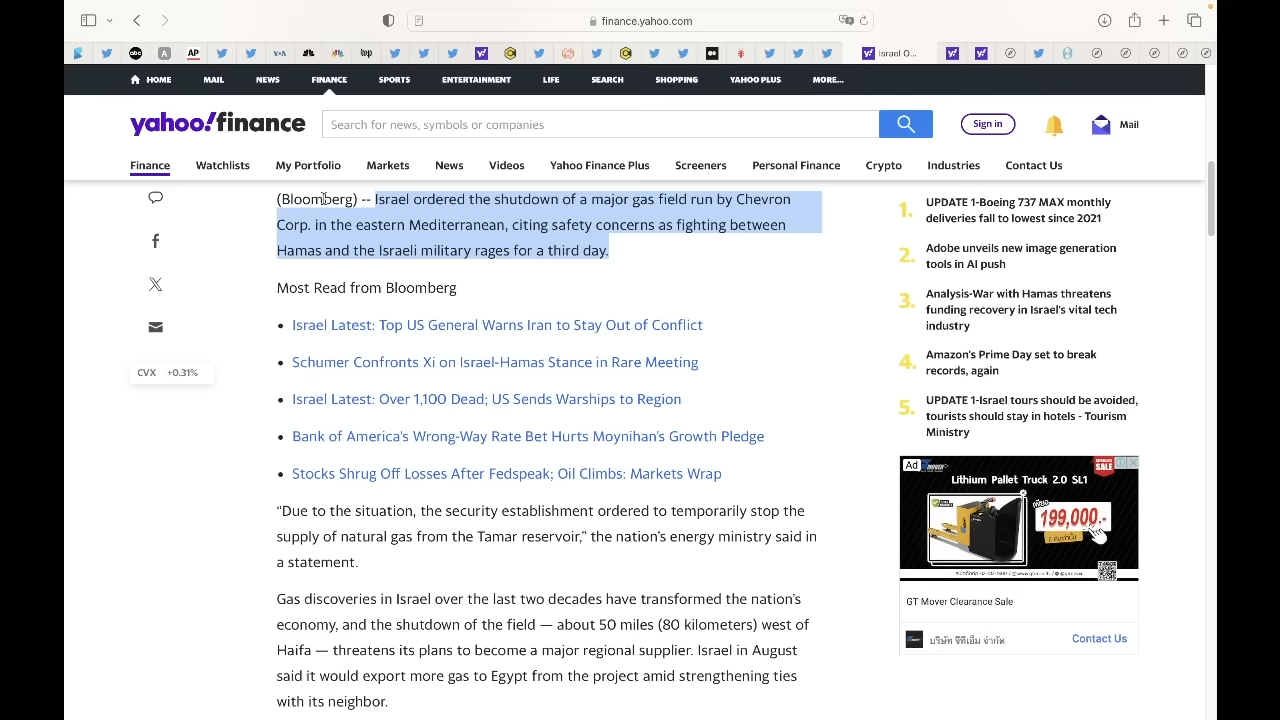 finance.yahoo.com
Israel O...
HOME MAIL NEWS FINANCE SPORTS ENTERTAINMENT LIFE SEARCH SHOPPING YAHOO PLUS MORE...
yahoo!finance
Search for news, symbols or companies
Sign in
Mail
Finance Watchlists My Portfolio Markets News Videos Yahoo Finance Plus Screeners Personal Finance Crypto Industries Contact Us
(Bloomberg) -- Israel ordered the shutdown of a major gas field run by Chevron
Corp. in the eastern Mediterranean, citing safety concerns as fighting between
Hamas and the Israeli military rages for a third day.
Most Read from Bloomberg
Israel Latest: Top US General Warns Iran to Stay Out of Conflict
Schumer Confronts Xi on Israel-Hamas Stance in Rare Meeting
Israel Latest: Over 1,100 Dead; US Sends Warships to Region
Bank of America's Wrong-Way Rate Bet Hurts Moynihan's Growth Pledge
Stocks Shrug Off Losses After Fedspeak; Oil Climbs: Markets Wrap
"Due to the situation, the security establishment ordered to temporarily stop the
supply of natural gas from the Tamar reservoir," the nation's energy ministry said in
a statement.
Gas discoveries in Israel over the last two decades have transformed the nation's
economy, and the shutdown of the field — about 50 miles (80 kilometers) west of
Haifa — threatens its plans to become a major regional supplier. Israel in August
said it would export more gas to Egypt from the project amid strengthening ties
with its neighbor.
CVX +0.31%
1. UPDATE 1-Boeing 737 MAX monthly
deliveries fall to lowest since 2021
2. Adobe unveils new image generation
tools in AI push
3. Analysis-War with Hamas threatens
funding recovery in Israel's vital tech
industry
4. Amazon's Prime Day set to break
records, again
5. UPDATE 1-Israel tours should be avoided,
tourists should stay in hotels - Tourism
Ministry
Ad
SALE
Lithium Pallet Truck 2.0 SL1
199,000.-
GT Mover Clearance Sale
บริษัท จีทีเอ็ม จำกัด
Contact Us